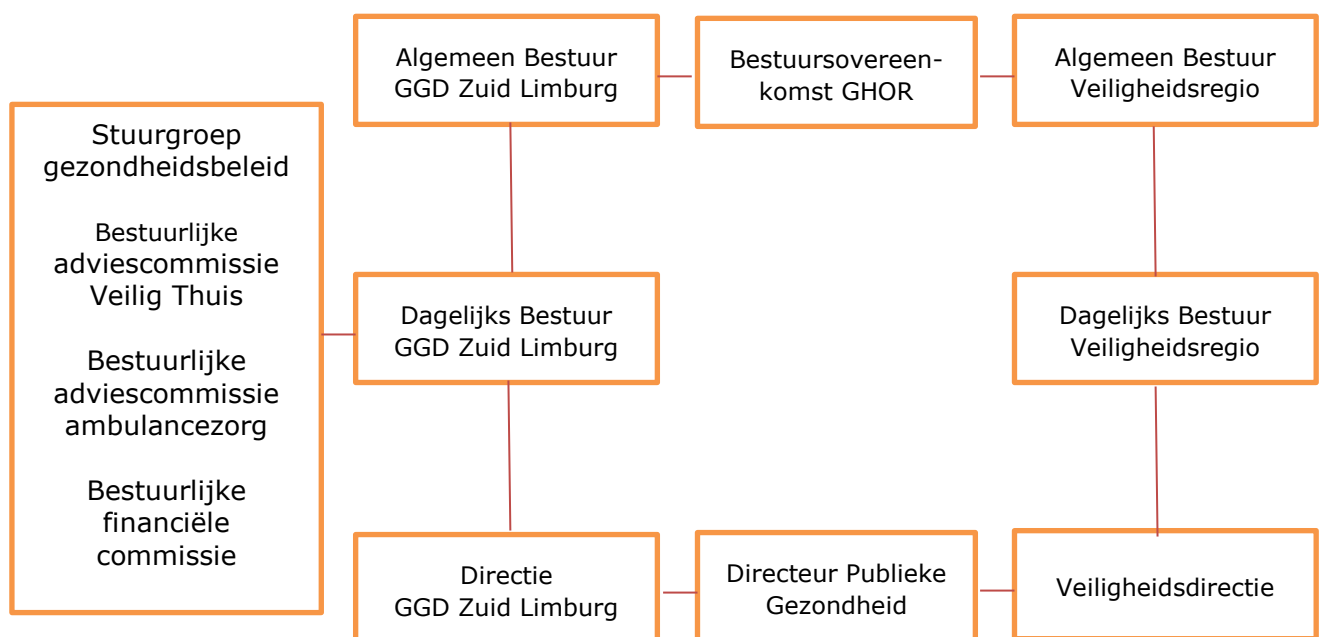 Algemeen Bestuur
GGD Zuid Limburg
Bestuursovereen-
komst GHOR
Algemeen Bestuur
Veiligheidsregio
Stuurgroep
gezondheidsbeleid
Bestuurlijke
adviescommissie
Veilig Thuis
Bestuurlijke
adviescommissie
ambulancezorg
Bestuurlijke
financiële
commissie
Dagelijks Bestuur
GGD Zuid Limburg
Dagelijks Bestuur
Veiligheidsregio
Directie
GGD Zuid Limburg
Directeur Publieke
Gezondheid
Veiligheidsdirectie